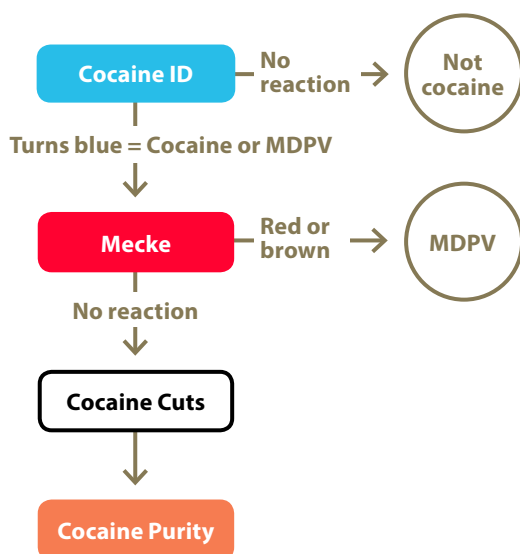 Cocaine ID
No
reaction
Not
cocaine
Turns blue = Cocaine or MDPV
Mecke
Red or
brown
MDPV
No reaction
Cocaine Cuts
Cocaine Purity